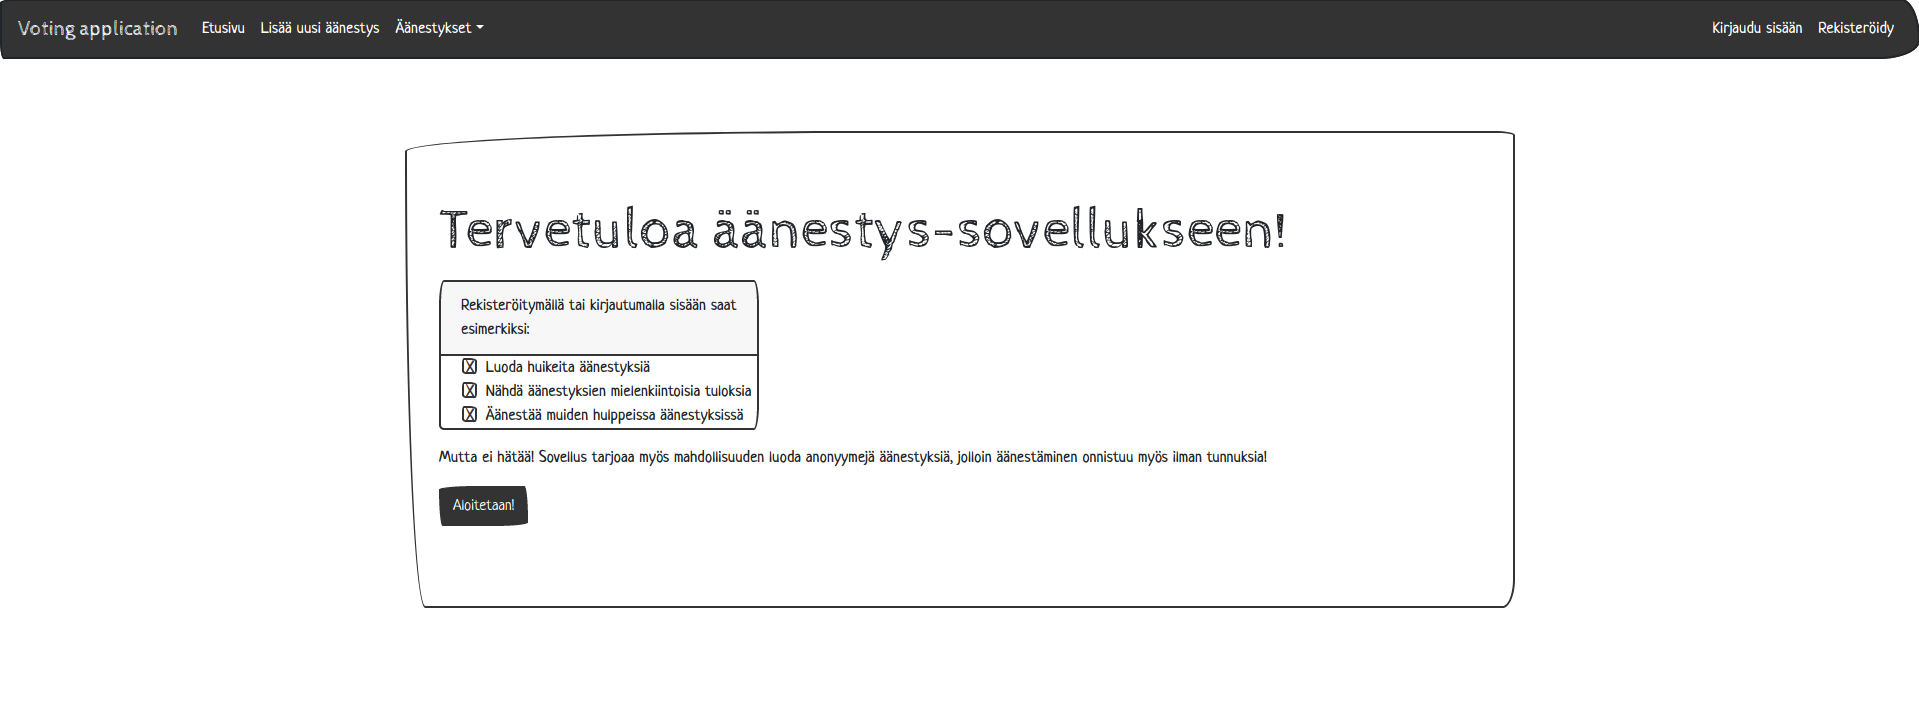 Voting application Etusivu Lisää uusi äänestys Äänestykset Kirjaudu sisään Rekisteröidy
Tervetuloa äänestys-sovellukseen!
Rekisteröitymällä tai kirjautumalla sisään saat
esimerkiksi:
Luoda huikeita äänestyksiä
Nähdä äänestyksien mielenkiintoisia tuloksia
Äänestää muiden hulppeissa äänestyksissä
Mutta ei hätää! Sovellus tarjoaa myös mahdollisuuden luoda anonyymejä äänestyksiä, jolloin äänestäminen onnistuu myös ilman tunnuksia!
Aloitetaan!